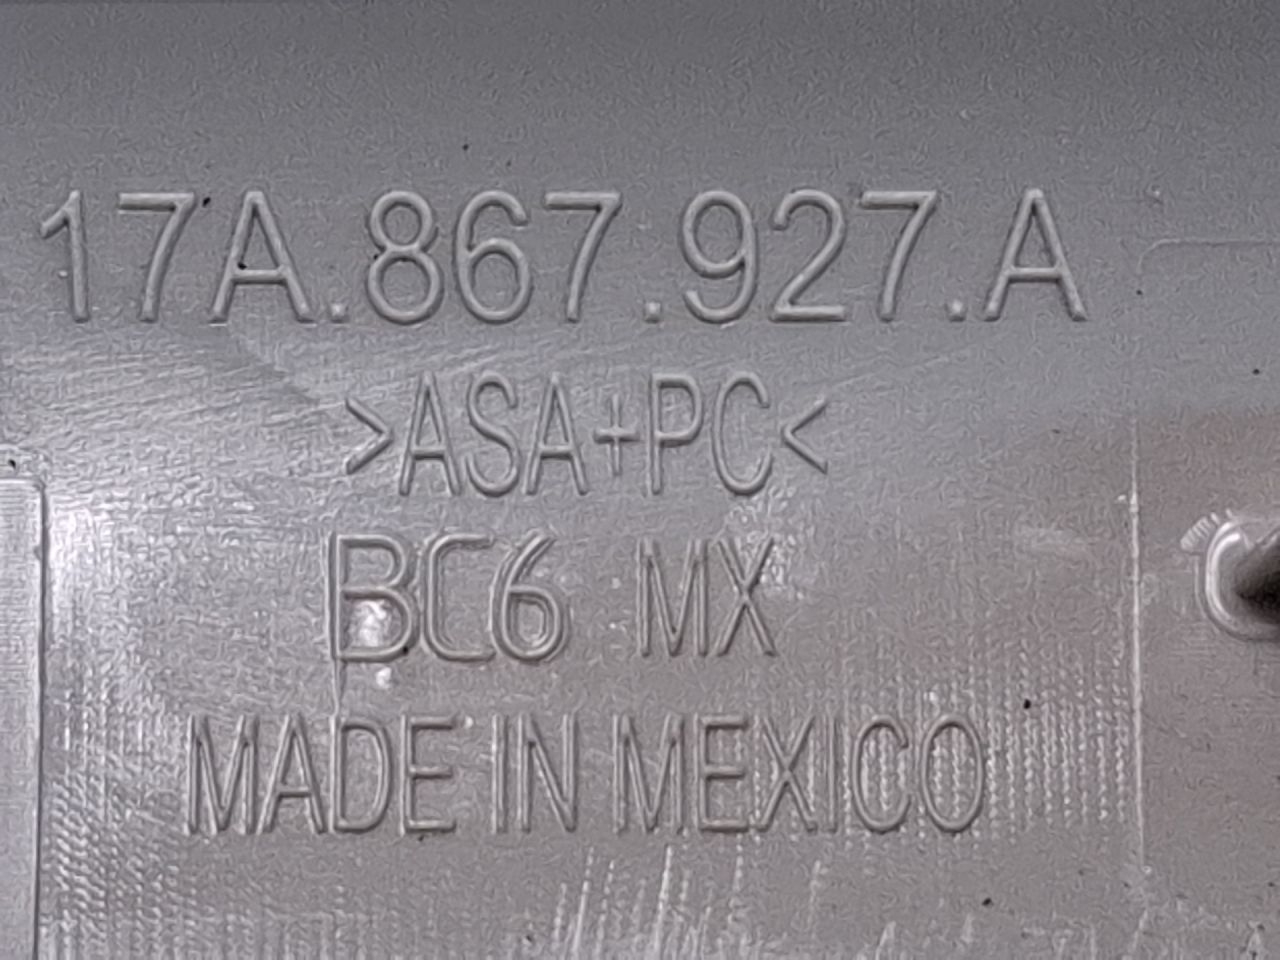 17A.867.927.A
>ASA+PC<
BC6 MX
MADE IN MEXICO